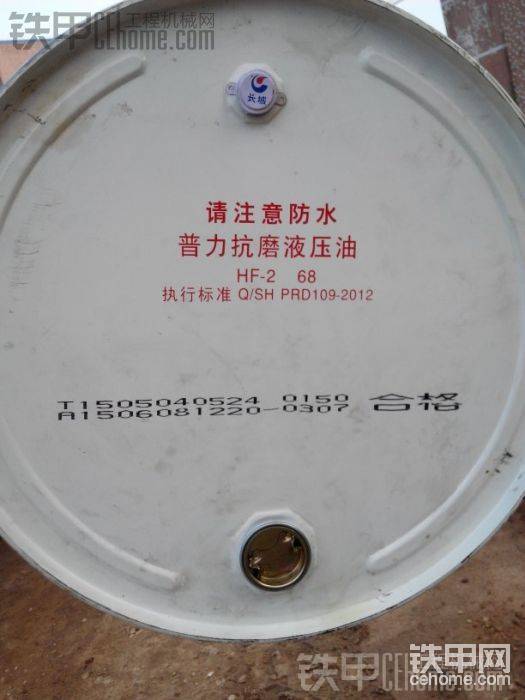 铁甲工程机械网
CEhome.com
长城
请注意防水
普力抗磨液压油
HF-2 68
执行标准 Q/SH PRD109-2012
T1505040524 0150
A1506081220-0307 合格
铁甲网
cehome.com